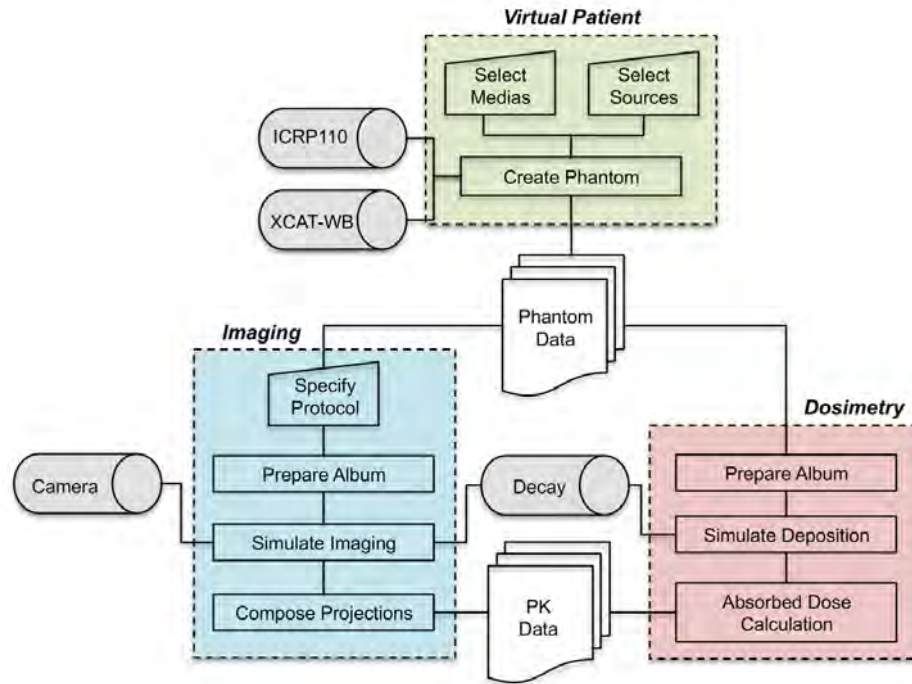 Virtual Patient
Select
Medias
Select
Sources
ICRP110
Create Phantom
XCAT-WB
Phantom
Data
Imaging
Specify
Protocol
Dosimetry
Prepare Album
Prepare Album
Camera
Decay
Simulate Imaging
Simulate Deposition
Compose Projections
PK
Data
Absorbed Dose
Calculation